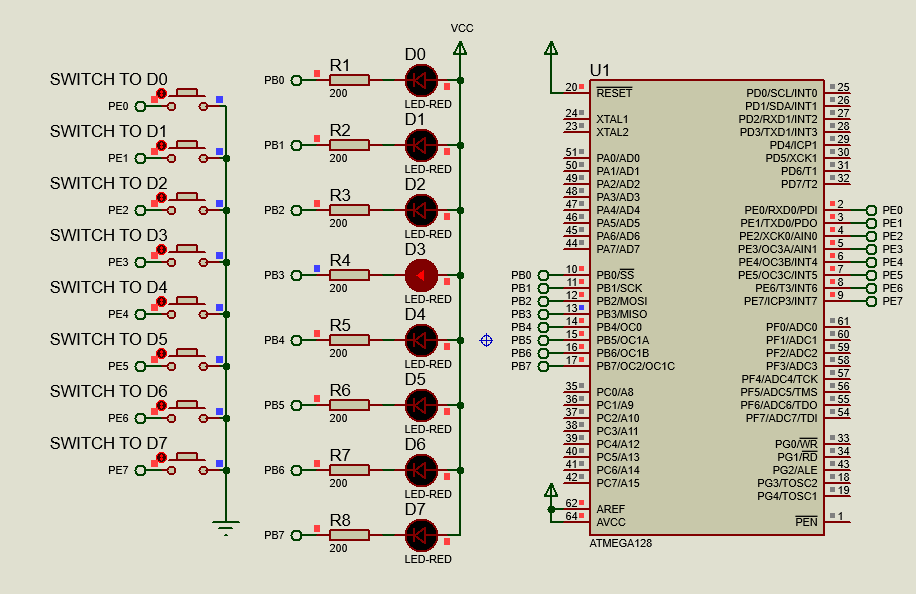 SWITCH TO D0
PE0
SWITCH TO D1
PE1
SWITCH TO D2
PE2
SWITCH TO D3
PE3
SWITCH TO D4
PE4
SWITCH TO D5
PE5
SWITCH TO D6
PE6
SWITCH TO D7
PE7
VCC
PB0
R1
200
D0
LED-RED
PB1
R2
200
D1
LED-RED
PB2
R3
200
D2
LED-RED
PB3
R4
200
D3
LED-RED
PB4
R5
200
D4
LED-RED
PB5
R6
200
D5
LED-RED
PB6
R7
200
D6
LED-RED
PB7
R8
200
D7
LED-RED
U1
20 RESET
24 XTAL1
23 XTAL2
51 PA0/AD0
50 PA1/AD1
49 PA2/AD2
48 PA3/AD3
47 PA4/AD4
46 PA5/AD5
45 PA6/AD6
44 PA7/AD7
PB0 10 PB0/SS
PB1 11 PB1/SCK
PB2 12 PB2/MOSI
PB3 13 PB3/MISO
PB4 14 PB4/OC0
PB5 15 PB5/OC1A
PB6 16 PB6/OC1B
PB7 17 PB7/OC2/OC1C
35 PC0/A8
36 PC1/A9
37 PC2/A10
38 PC3/A11
39 PC4/A12
40 PC5/A13
41 PC6/A14
42 PC7/A15
62 AREF
64 AVCC
PD0/SCL/INT0 25
PD1/SDA/INT1 26
PD2/RXD1/INT2 27
PD3/TXD1/INT3 28
PD4/ICP1 29
PD5/XCK1 30
PD6/T1 31
PD7/T2 32
PE0/RXD0/PDI 2 PE0
PE1/TXD0/PDO 3 PE1
PE2/XCK0/AIN0 4 PE2
PE3/OC3A/AIN1 5 PE3
PE4/OC3B/INT4 6 PE4
PE5/OC3C/INT5 7 PE5
PE6/T3/INT6 8 PE6
PE7/ICP3/INT7 9 PE7
PF0/ADC0 61
PF1/ADC1 60
PF2/ADC2 59
PF3/ADC3 58
PF4/ADC4/TCK 57
PF5/ADC5/TMS 56
PF6/ADC6/TDO 55
PF7/ADC7/TDI 54
PG0/WR 33
PG1/RD 34
PG2/ALE 43
PG3/TOSC2 18
PG4/TOSC1 19
PEN 1
ATMEGA128